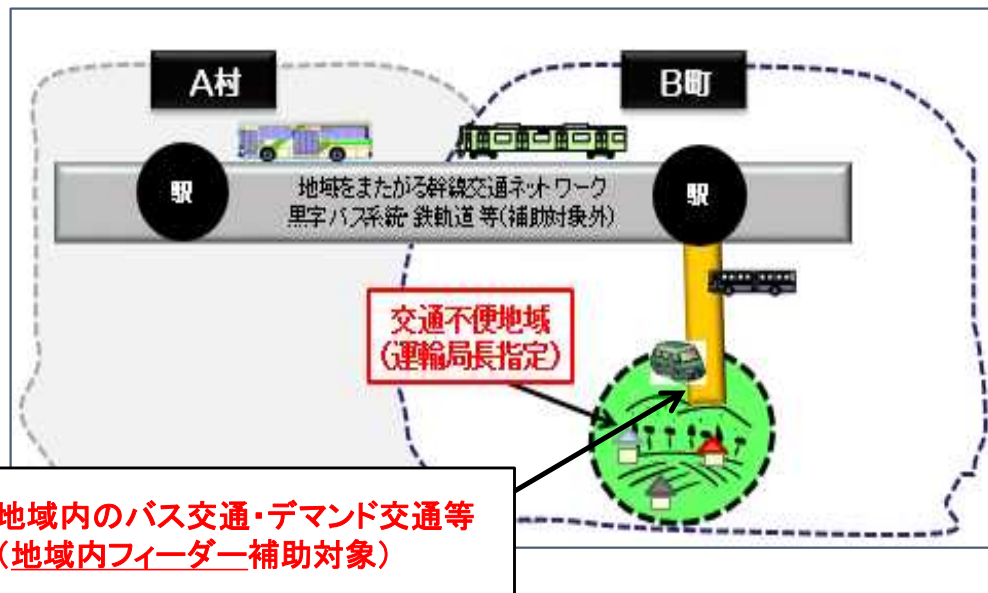 A村
B町
駅
地域をまたがる幹線交通ネットワーク
黒字バス系統・鉄軌道等(補助対象外)
駅
交通不便地域
(運輸局長指定)
地域内のバス交通・デマンド交通等
(地域内フィーダー補助対象)